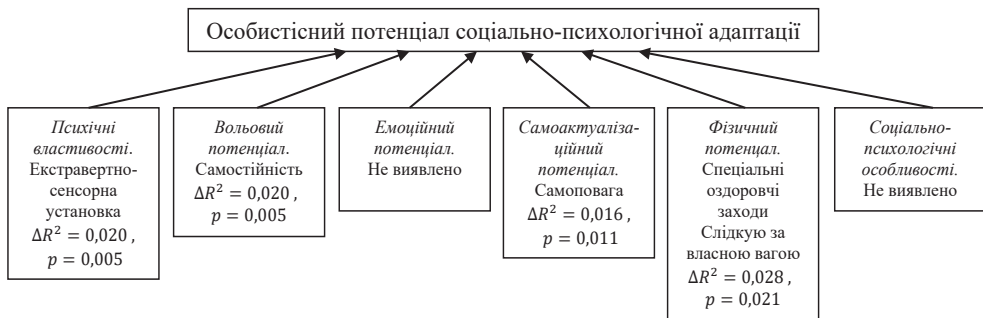 Особистісний потенціал соціально-психологічної адаптації
Психічні
властивості.
Екстравертно-
сенсорна
установка
ΔR² = 0,020 ,
p = 0,005
Вольовий
потенціал.
Самостійність
ΔR² = 0,020 ,
p = 0,005
Емоційний
потенціал.
Не виявлено
Самоактуаліза-
ційний
потенціал.
Самоповага
ΔR² = 0,016 ,
p = 0,011
Фізичний
потенцал.
Спеціальні
оздоровчі
заходи
Слідкую за
власною вагою
ΔR² = 0,028 ,
p = 0,021
Соціально-
психологічні
особливості.
Не виявлено